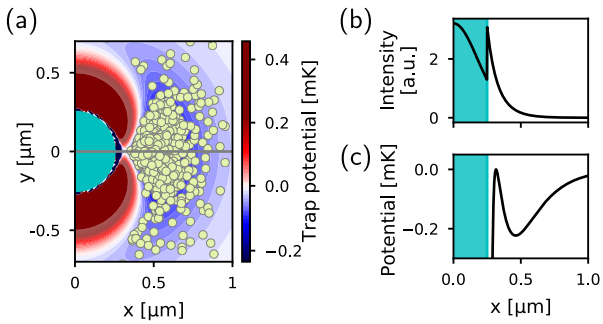 (a)
0.5
0
-0.5
y [μm]
0
0.5
1
x [μm]
0.4
0.2
0.0
−0.2
Trap potential [mK]
(b)
2
0
Intensity
[a.u.]
(c)
0.0
−0.2
Potential [mK]
0.0
0.5
1.0
x [μm]